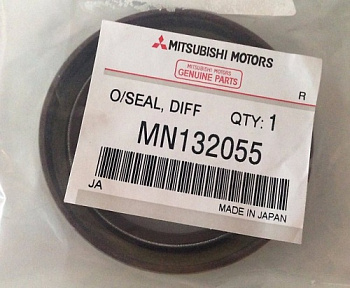 MITSUBISHI MOTORS
MITSUBISHI MOTORS
GENUINE PARTS
R
O/SEAL, DIFF QTY: 1
MN132055
JA
MADE IN JAPAN